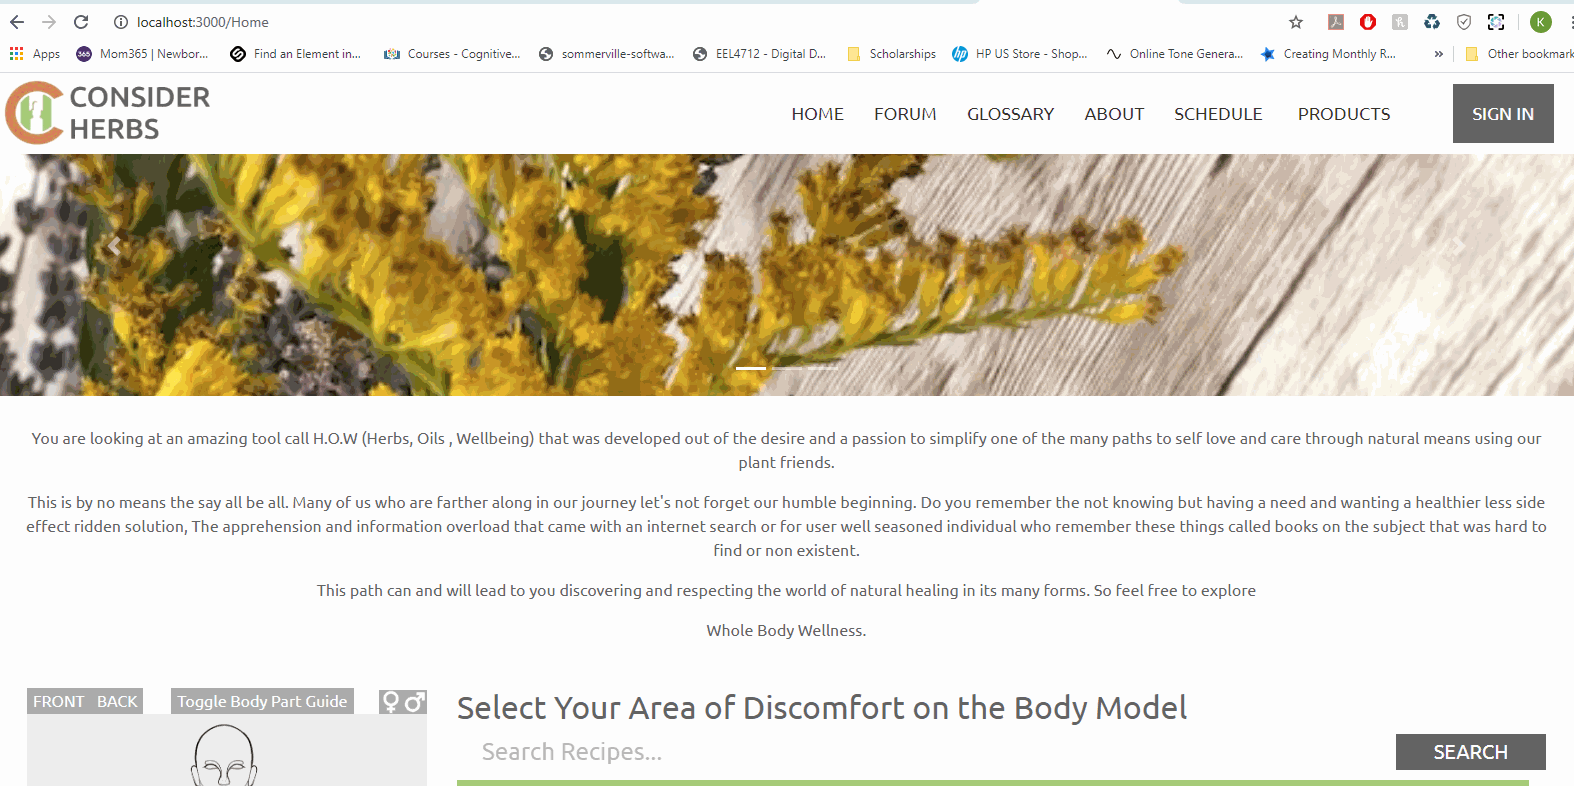 localhost:3000/Home
K
Apps
365
Mom365 | Newbor...
Find an Element in...
Courses - Cognitive...
sommerville-softwa...
EEL4712 - Digital D...
Scholarships
hp
HP US Store - Shop...
Online Tone Genera...
Creating Monthly R...
»
Other bookmark
CONSIDER
HERBS
HOME
FORUM
GLOSSARY
ABOUT
SCHEDULE
PRODUCTS
SIGN IN
You are looking at an amazing tool call H.O.W (Herbs, Oils , Wellbeing) that was developed out of the desire and a passion to simplify one of the many paths to self love and care through natural means using our
plant friends.
This is by no means the say all be all. Many of us who are farther along in our journey let's not forget our humble beginning. Do you remember the not knowing but having a need and wanting a healthier less side
effect ridden solution, The apprehension and information overload that came with an internet search or for user well seasoned individual who remember these things called books on the subject that was hard to
find or non existent.
This path can and will lead to you discovering and respecting the world of natural healing in its many forms. So feel free to explore
Whole Body Wellness.
FRONT BACK
Toggle Body Part Guide
Select Your Area of Discomfort on the Body Model
Search Recipes...
SEARCH